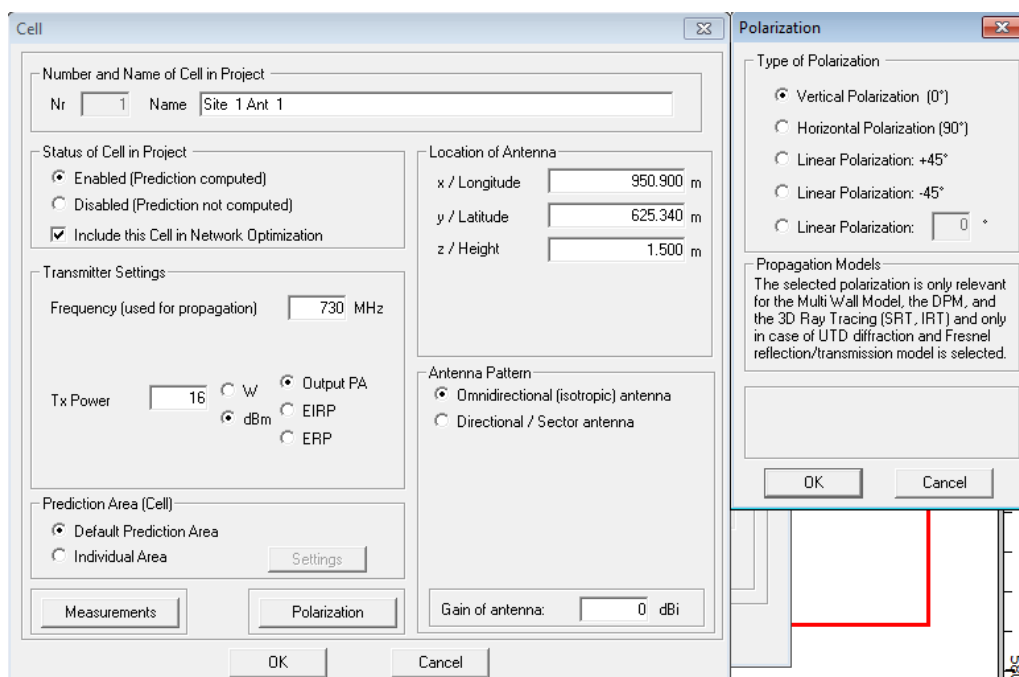 Cell
Number and Name of Cell in Project
Nr 1 Name Site 1 Ant 1
Status of Cell in Project
Enabled (Prediction computed)
Disabled (Prediction not computed)
Include this Cell in Network Optimization
Location of Antenna
x / Longitude 950.900 m
y / Latitude 625.340 m
z / Height 1.500 m
Transmitter Settings
Frequency (used for propagation) 730 MHz
Tx Power 16 W dBm Output PA EIRP ERP
Antenna Pattern
Omnidirectional (isotropic) antenna
Directional / Sector antenna
Prediction Area (Cell)
Default Prediction Area
Individual Area Settings
Measurements Polarization
Gain of antenna: 0 dBi
OK Cancel
Polarization
Type of Polarization
Vertical Polarization (0°)
Horizontal Polarization (90°)
Linear Polarization: +45°
Linear Polarization: -45°
Linear Polarization: 0 °
Propagation Models
The selected polarization is only relevant
for the Multi Wall Model, the DPM, and
the 3D Ray Tracing (SRT, IRT) and only
in case of UTD diffraction and Fresnel
reflection/transmission model is selected.
OK Cancel